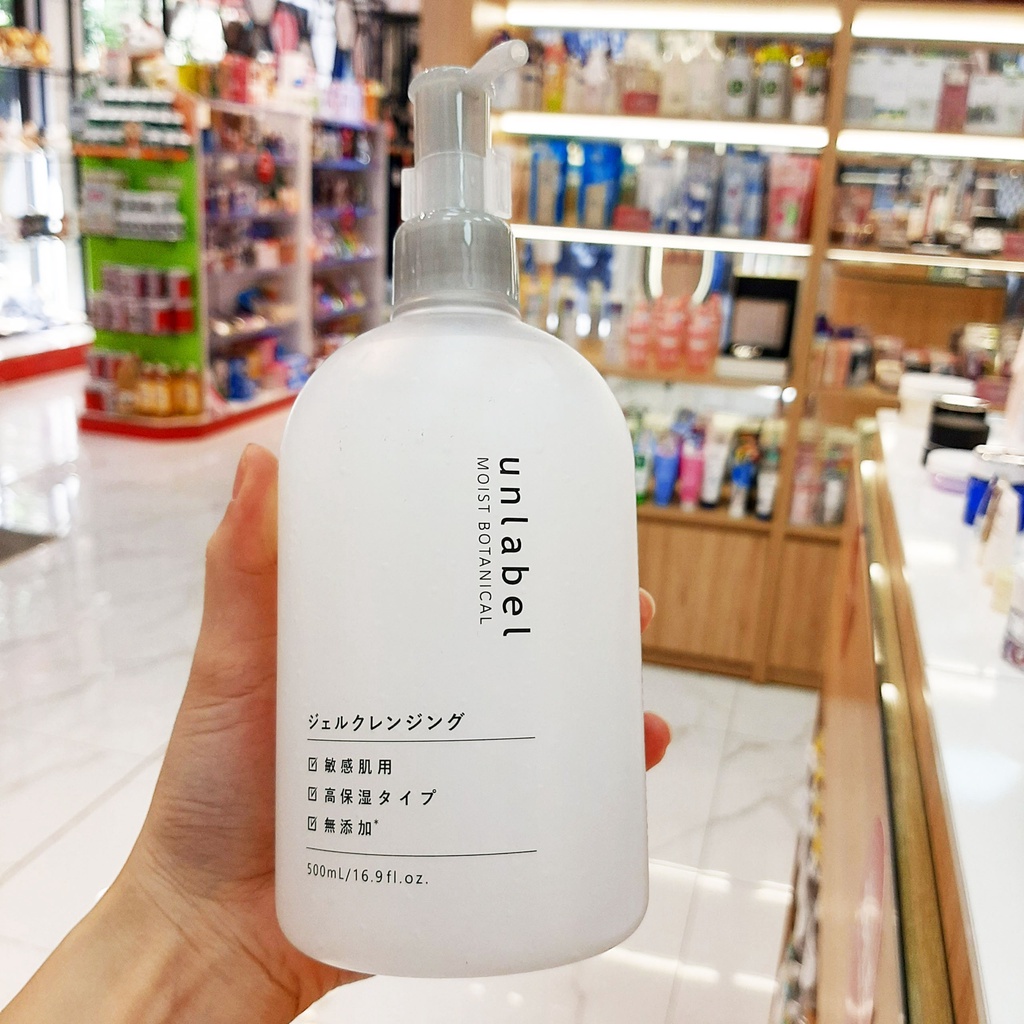 unlabel
MOIST BOTANICAL
ジェルクレンジング
☑ 敏感肌用
☑ 高保湿タイプ
☑ 無添加*
500mL/16.9fl.oz.